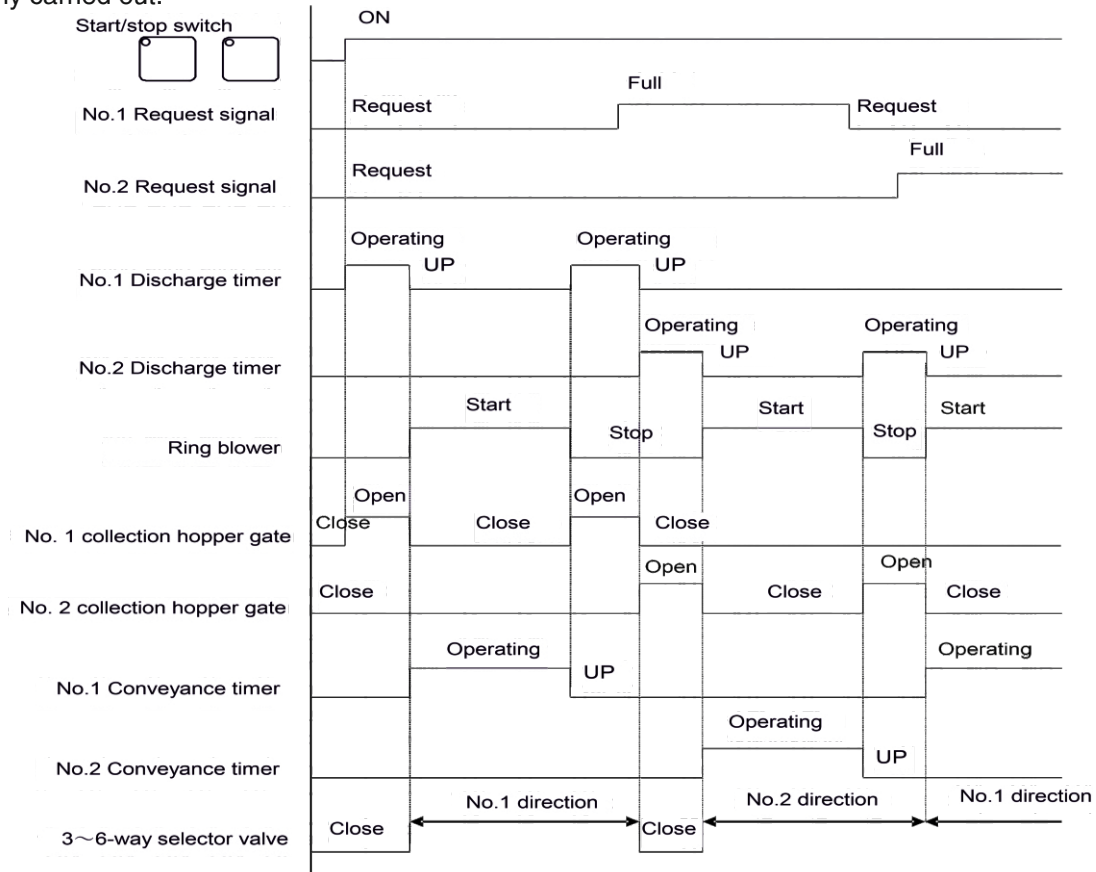 ly carried out.
Start/stop switch
ON
No.1 Request signal
Request
Full
Request
No.2 Request signal
Request
Full
No.1 Discharge timer
Operating
UP
Operating
UP
No.2 Discharge timer
Operating
UP
Operating
UP
Ring blower
Start
Stop
Start
Stop
Start
No. 1 collection hopper gate
Close
Open
Close
Open
Close
No. 2 collection hopper gate
Close
Open
Close
Open
Close
No.1 Conveyance timer
Operating
UP
Operating
No.2 Conveyance timer
Operating
UP
3～6-way selector valve
Close
No.1 direction
Close
No.2 direction
No.1 direction